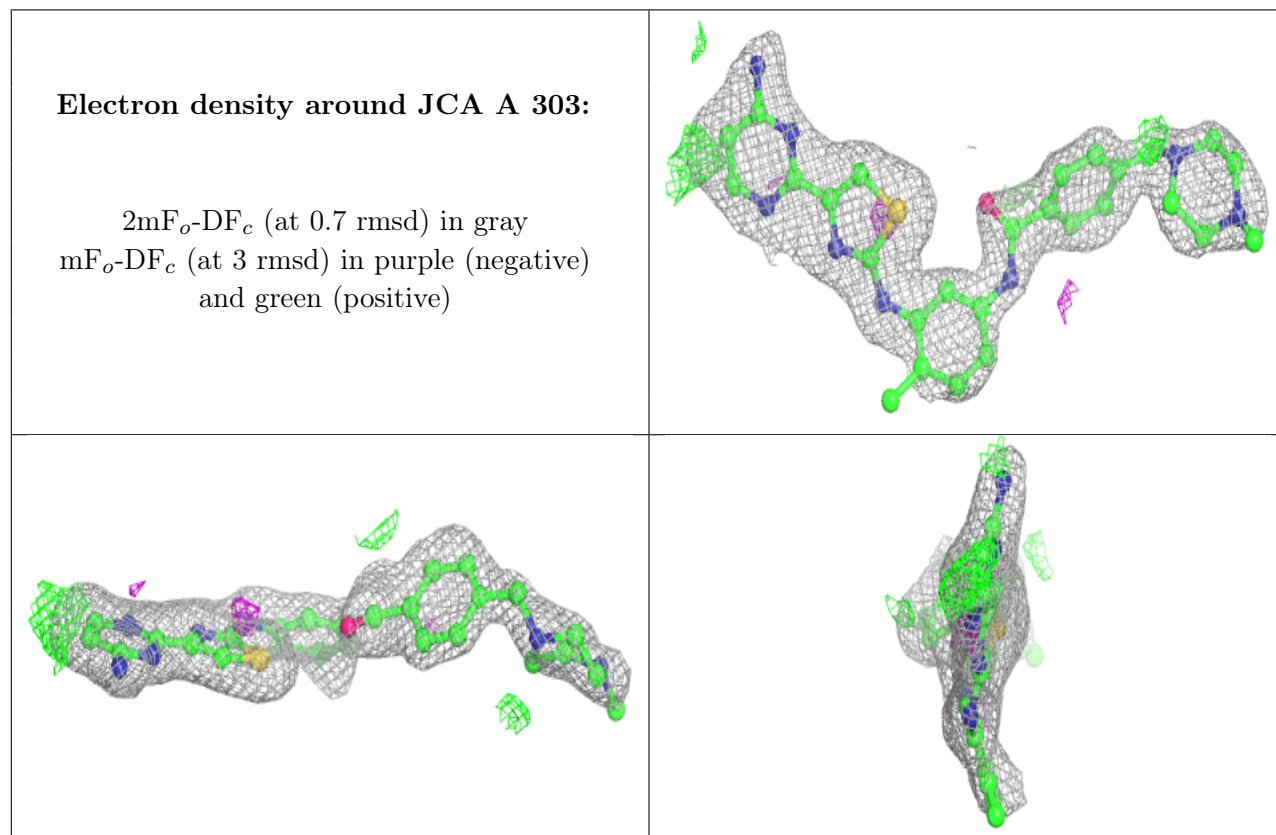 Electron density around JCA A 303:
2mFₒ-DF𝒸 (at 0.7 rmsd) in gray
mFₒ-DF𝒸 (at 3 rmsd) in purple (negative)
and green (positive)